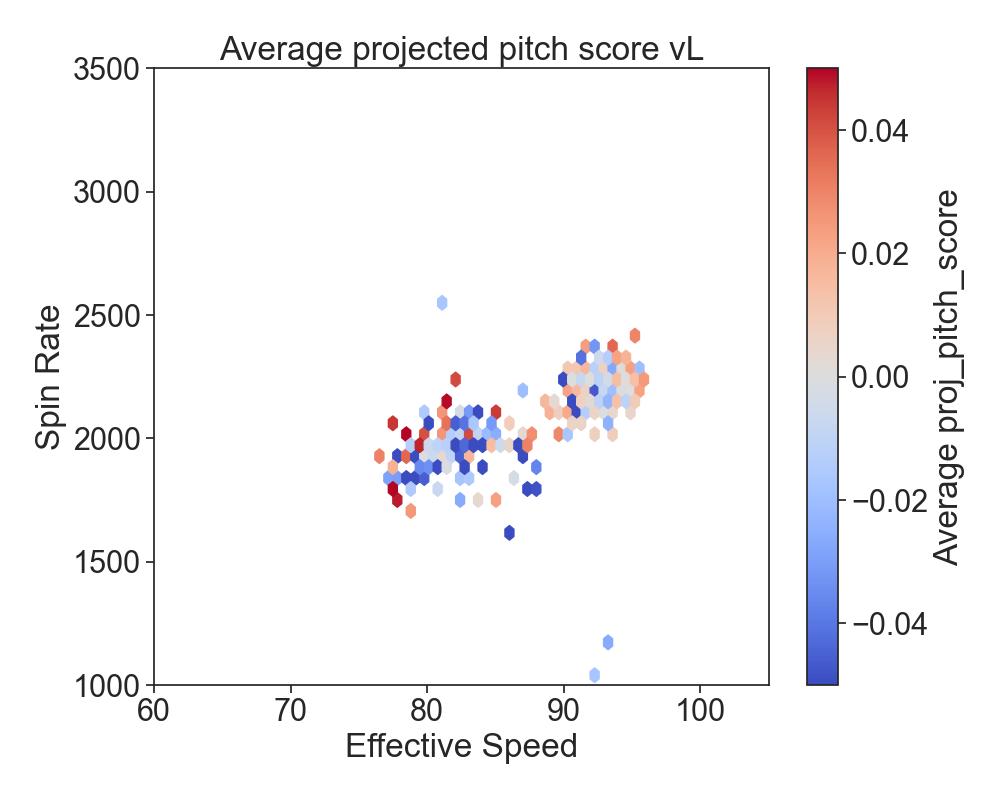 Average projected pitch score vL
3500
3000
2500
2000
1500
1000
Spin Rate
60 70 80 90 100
Effective Speed
0.04
0.02
0.00
−0.02
−0.04
Average proj_pitch_score